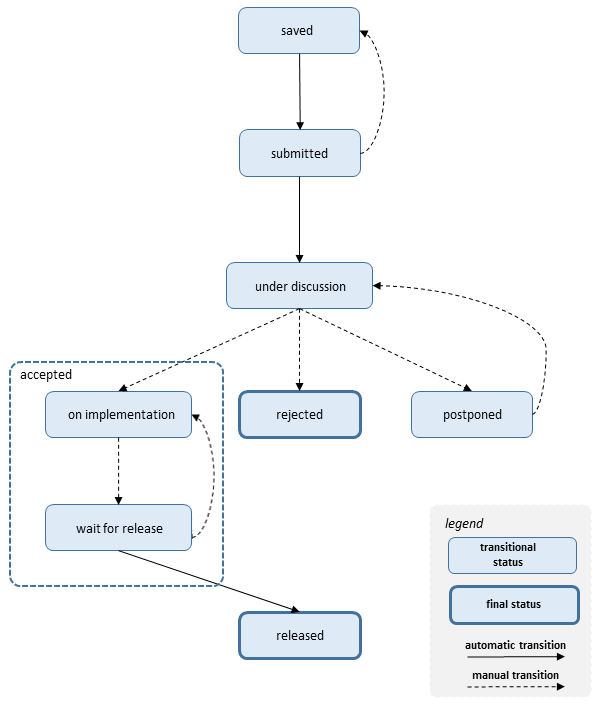 saved
submitted
under discussion
accepted
on implementation
rejected
postponed
wait for release
released
legend
transitional
status
final status
automatic transition
manual transition